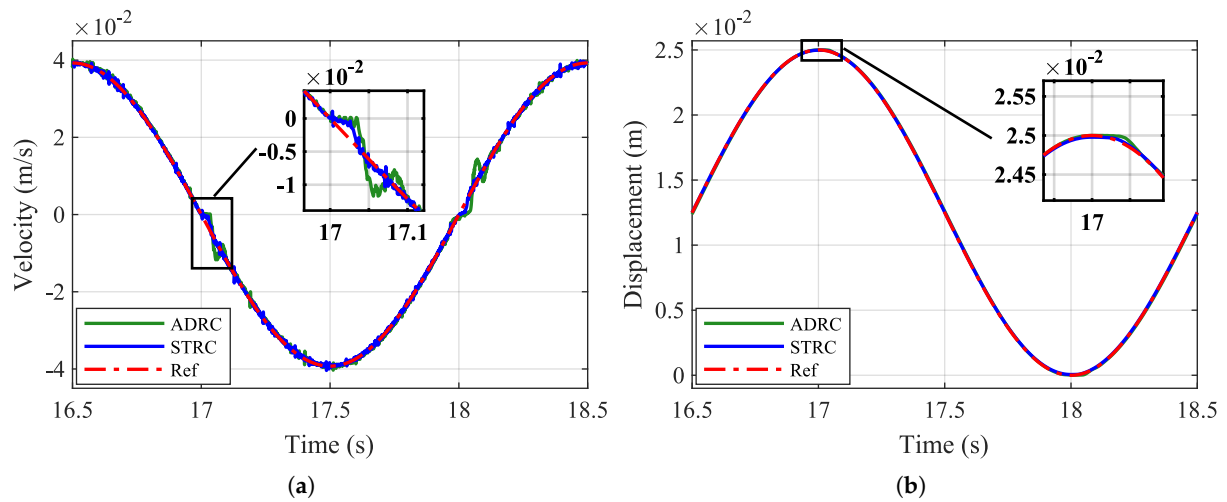 ×10-2
Velocity (m/s)
4
2
0
-2
-4
×10-2
0
-0.5
-1
17
17.1
ADRC
STRC
Ref
16.5 17 17.5 18 18.5
Time (s)
(a)
×10-2
Displacement (m)
2.5
2
1.5
1
0.5
0
×10-2
2.55
2.5
2.45
17
ADRC
STRC
Ref
16.5 17 17.5 18 18.5
Time (s)
(b)